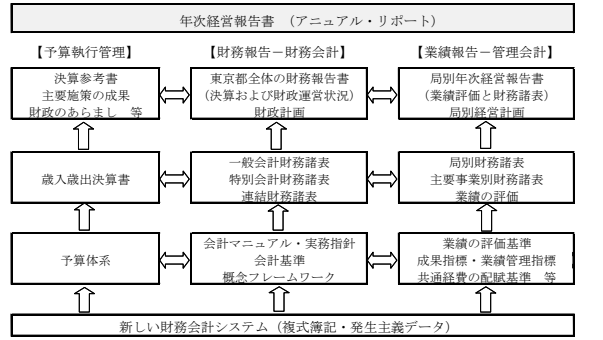 年次経営報告書 （アニュアル・リポート）
【予算執行管理】 【財務報告－財務会計】 【業績報告－管理会計】
決算参考書
主要施策の成果
財政のあらまし 等
東京都全体の財務報告書
（決算および財政運営状況）
財政計画
局別年次経営報告書
（業績評価と財務諸表）
局別経営計画
歳入歳出決算書
一般会計財務諸表
特別会計財務諸表
連結財務諸表
局別財務諸表
主要事業別財務諸表
業績の評価
予算体系
会計マニュアル・実務指針
会計基準
概念フレームワーク
業績の評価基準
成果指標・業績管理指標
共通経費の配賦基準 等
新しい財務会計システム（複式簿記・発生主義データ）